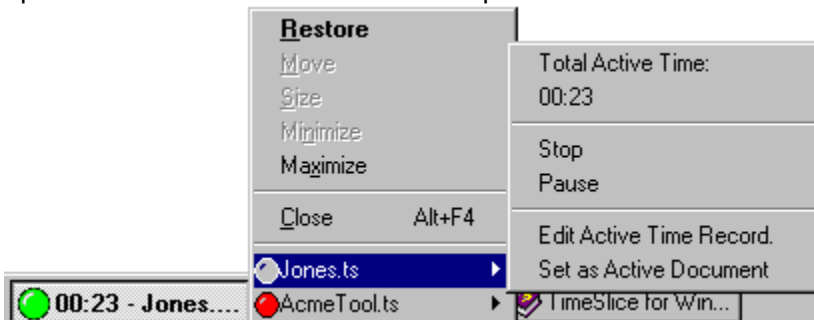 Restore
Move
Size
Minimize
Maximize
Close Alt+F4
Jones.ts
AcmeTool.ts
Total Active Time:
00:23
Stop
Pause
Edit Active Time Record.
Set as Active Document
00:23 - Jones....
TimeSlice for Win...